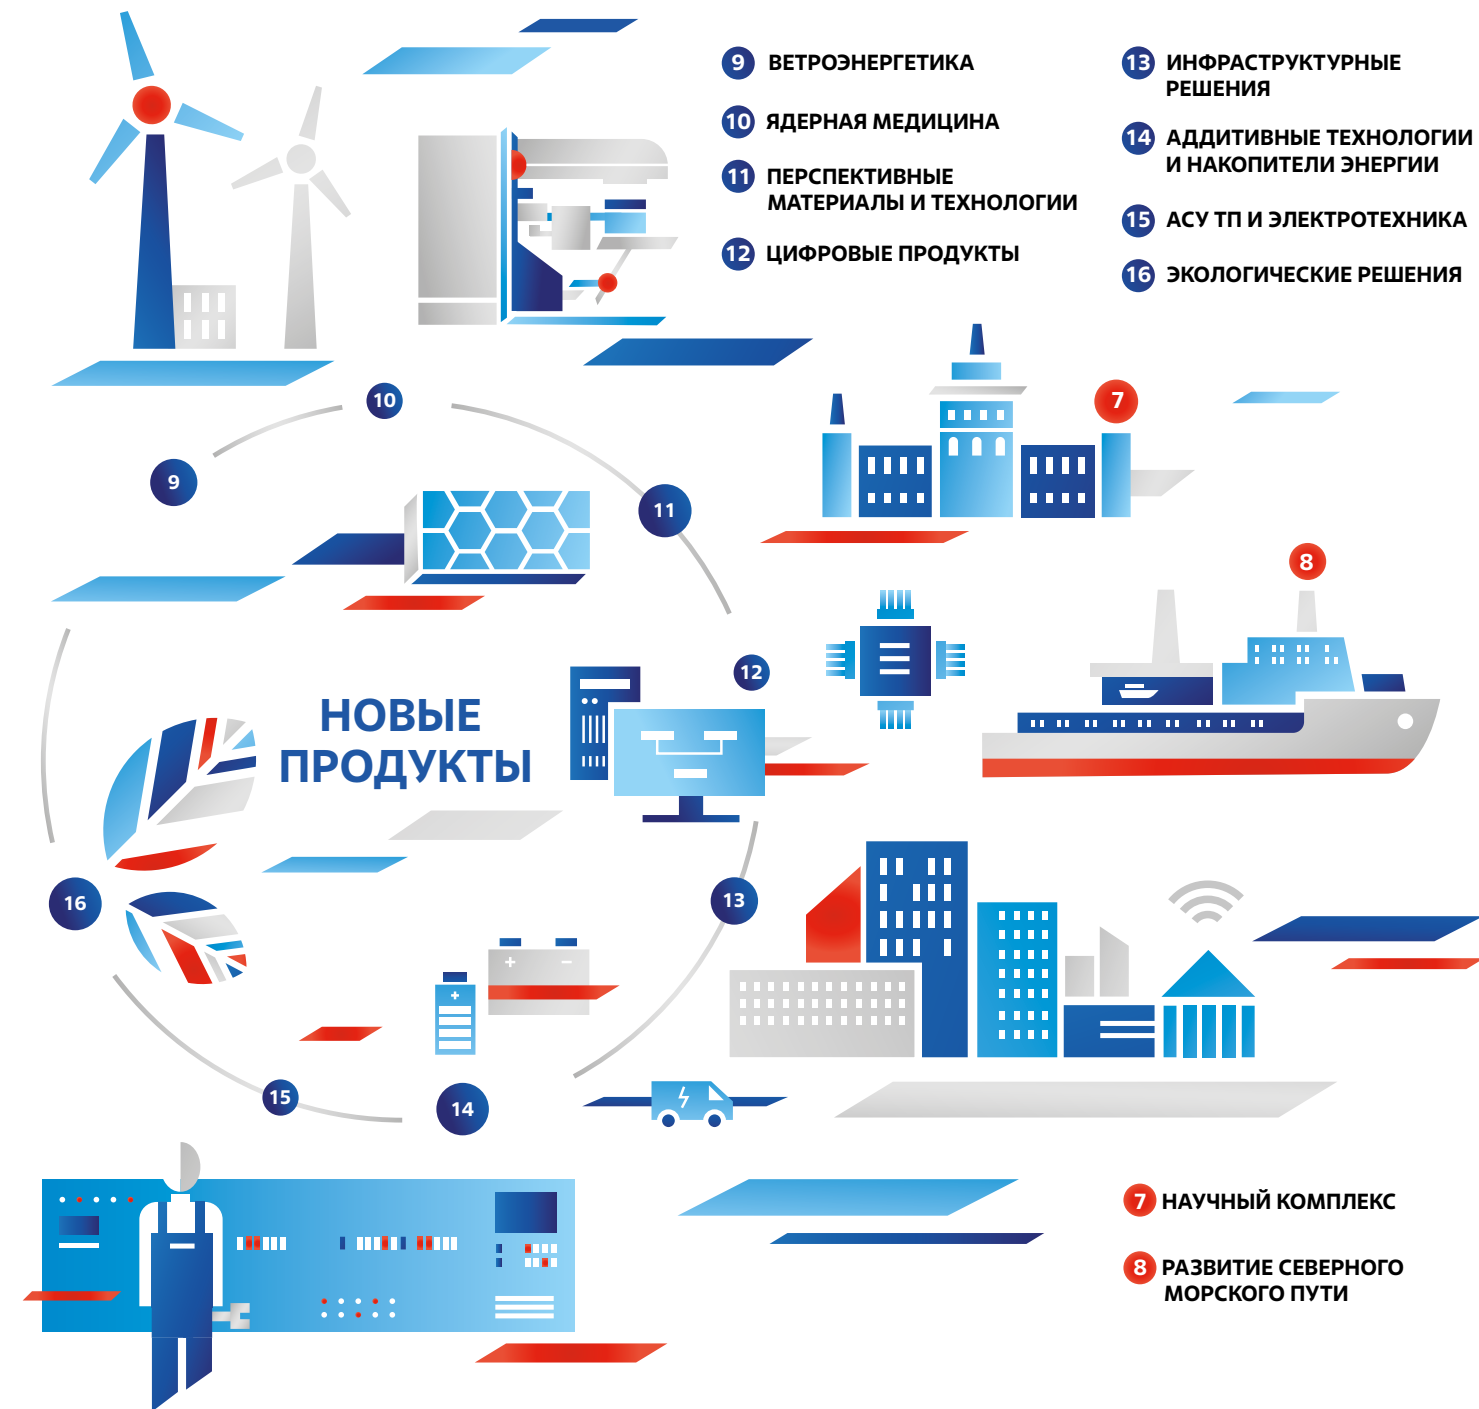 9 ВЕТРОЭНЕРГЕТИКА
10 ЯДЕРНАЯ МЕДИЦИНА
11 ПЕРСПЕКТИВНЫЕ
МАТЕРИАЛЫ И ТЕХНОЛОГИИ
12 ЦИФРОВЫЕ ПРОДУКТЫ
13 ИНФРАСТРУКТУРНЫЕ
РЕШЕНИЯ
14 АДДИТИВНЫЕ ТЕХНОЛОГИИ
И НАКОПИТЕЛИ ЭНЕРГИИ
15 АСУ ТП И ЭЛЕКТРОТЕХНИКА
16 ЭКОЛОГИЧЕСКИЕ РЕШЕНИЯ
10
7
9
11
8
12
НОВЫЕ
ПРОДУКТЫ
16
13
15
14
7 НАУЧНЫЙ КОМПЛЕКС
8 РАЗВИТИЕ СЕВЕРНОГО
МОРСКОГО ПУТИ